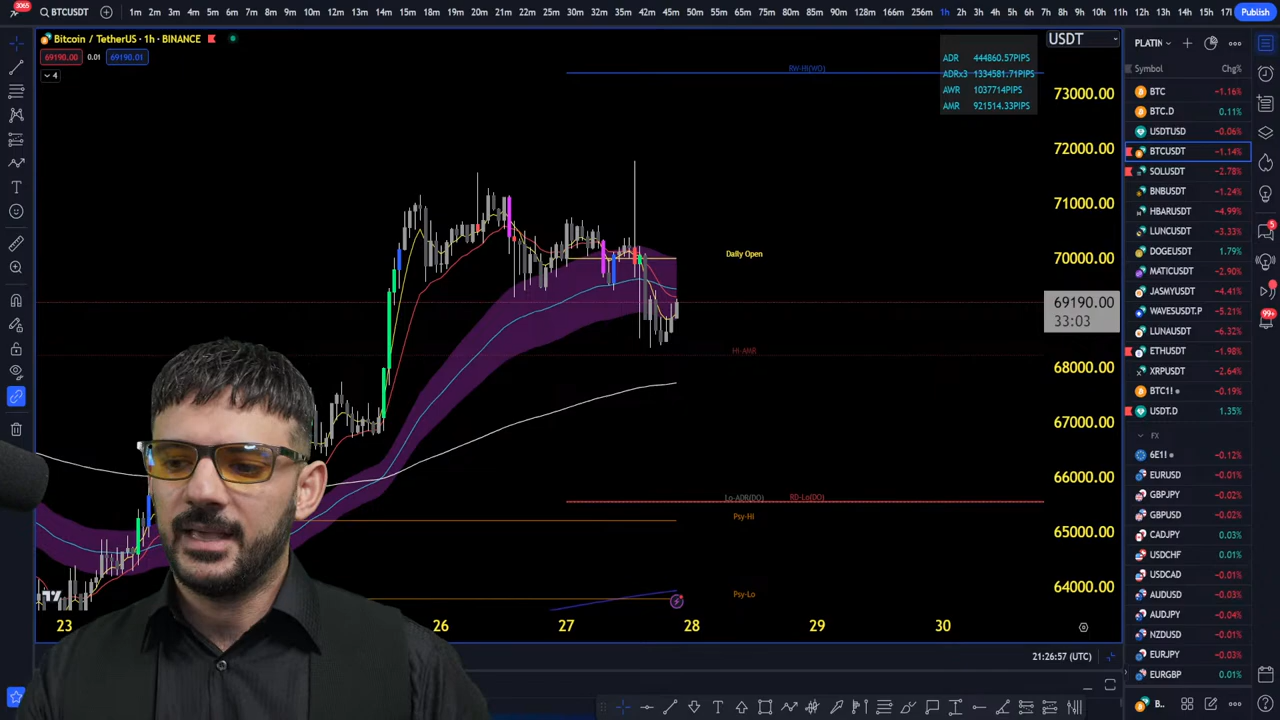 3065
BTCUSDT
1m 2m 3m 4m 5m 6m 7m 8m 9m 10m 11m 12m 13m 14m 15m 16m 26m 28m 30m 32m 35m 42m 45m 50m 55m 65m 75m 80m 90m 128m 166m 256m 1h 2h 3h 4h 5h 6h 7h 8h 9h 10h 11h 12h 13h 14h 15h 17l
Publish
Bitcoin / TetherUS · 1h · BINANCE
69190.00 0.01 69190.01
4
ADR 444860.57PIPS
ADRx3 1334581.71PIPS
AWR 1037714PIPS
AMR 921514.33PIPS
RW-Hi(WO)
Daily Open
Hi-AMR
Lo-ADR(DO)
RD-Lo(DO)
Psy-Hi
Psy-Lo
USDT
73000.00
72000.00
71000.00
70000.00
69190.00
33:03
68000.00
67000.00
66000.00
65000.00
64000.00
23 26 27 28 29 30
21:26:57 (UTC)
PLATIN
Symbol Chg%
BTC -1.16%
BTC.D 0.11%
USDTUSD -0.06%
BTCUSDT -1.14%
SOLUSDT -2.78%
BNBUSDT -1.24%
HBARUSDT -4.99%
LUNCUSDT -3.33%
DOGEUSDT 1.79%
MATICUSDT -2.90%
JASMYUSDT -4.41%
WAVESUSDT.P -5.21%
LUNAUSDT -6.32%
ETHUSDT -1.98%
XRPUSDT -2.64%
BTC1! -0.19%
USDT.D 1.35%
FX
6E1! -0.12%
EURUSD -0.01%
GBPJPY -0.02%
GBPUSD -0.02%
CADJPY 0.03%
USDCHF 0.01%
USDCAD -0.01%
AUDUSD -0.03%
AUDJPY -0.04%
NZDUSD -0.01%
EURJPY -0.03%
EURGBP 0.01%
B..
5
99+